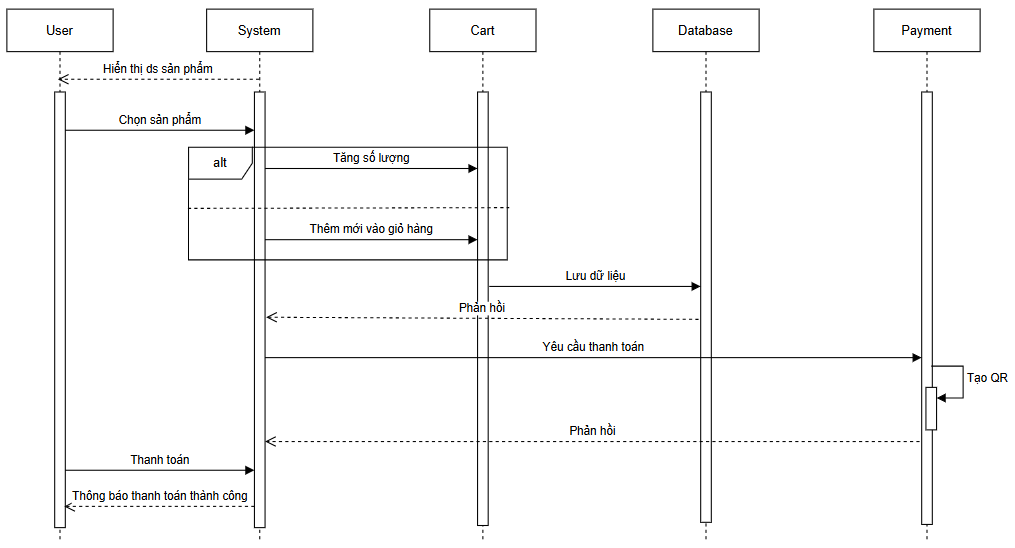 User
System
Cart
Database
Payment
Hiển thị ds sản phẩm
Chọn sản phẩm
alt
Tăng số lượng
Thêm mới vào giỏ hàng
Lưu dữ liệu
Phản hồi
Yêu cầu thanh toán
Tạo QR
Phản hồi
Thanh toán
Thông báo thanh toán thành công